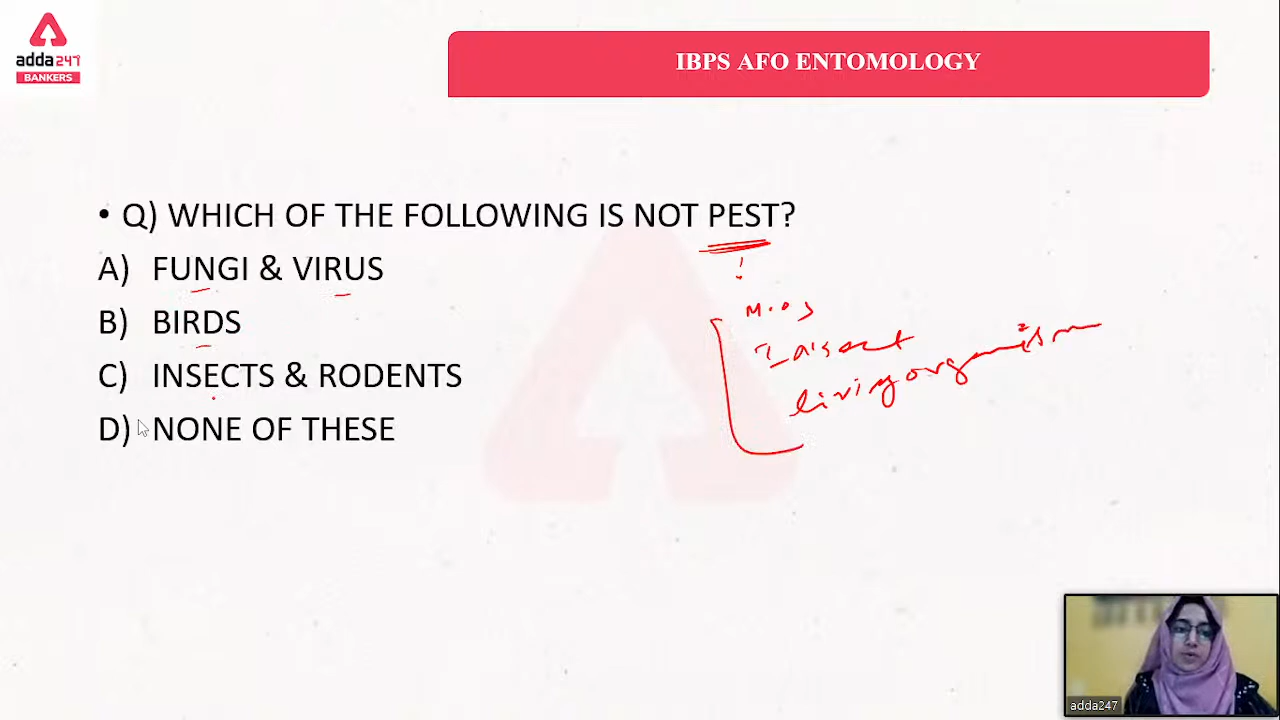 adda247
BANKERS
IBPS AFO ENTOMOLOGY
• Q) WHICH OF THE FOLLOWING IS NOT PEST?
A) FUNGI & VIRUS
B) BIRDS
C) INSECTS & RODENTS
D) NONE OF THESE
M.OS
Insect
living organism
adda247